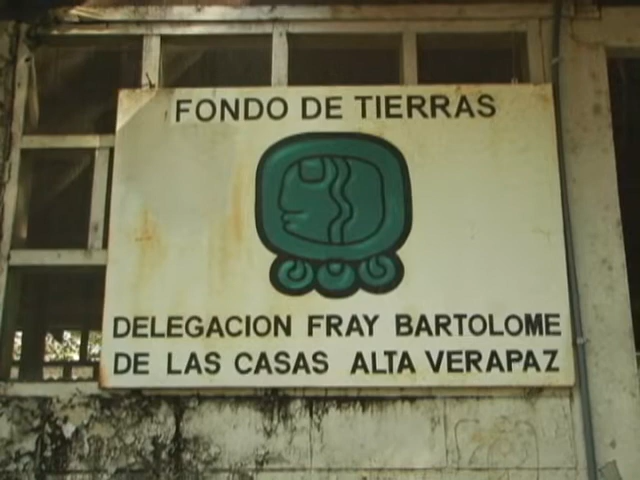 FONDO DE TIERRAS
DELEGACION FRAY BARTOLOME
DE LAS CASAS ALTA VERAPAZ